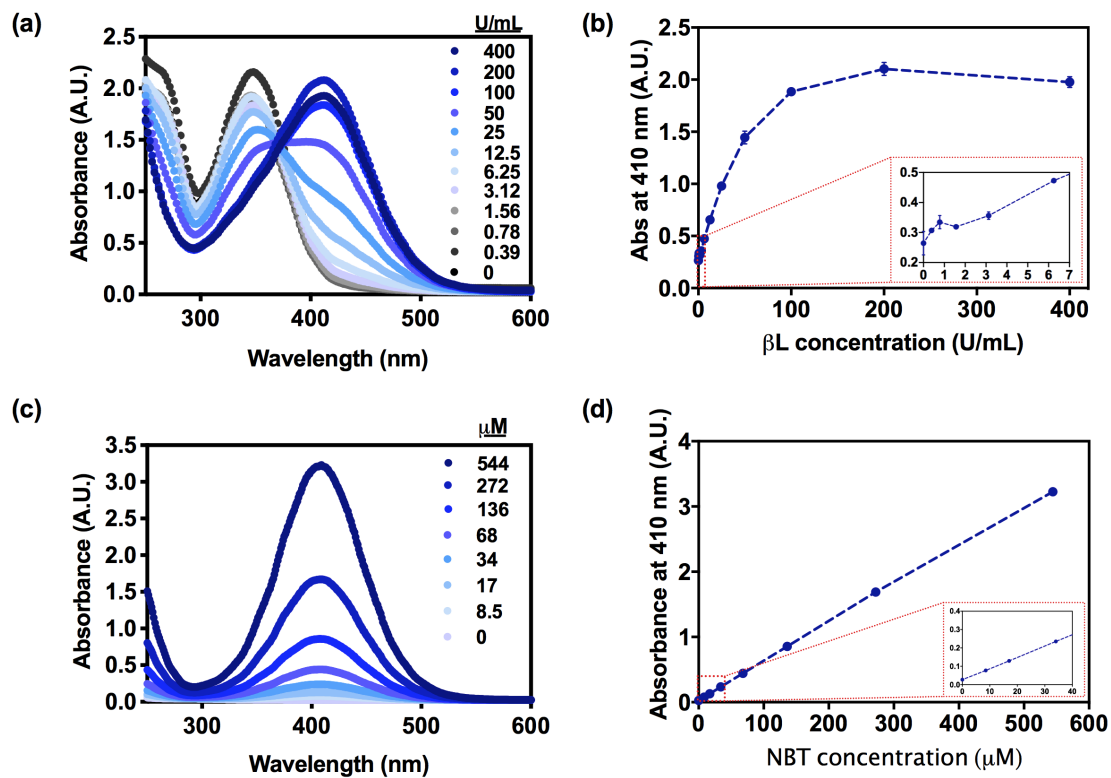 (a)
U/mL
400
200
100
50
25
12.5
6.25
3.12
1.56
0.78
0.39
0
Absorbance (A.U.)
2.5
2.0
1.5
1.0
0.5
0.0
300 400 500 600
Wavelength (nm)
(b)
Abs at 410 nm (A.U.)
2.5
2.0
1.5
1.0
0.5
0.0
0 100 200 300 400
βL concentration (U/mL)
0.5
0.4
0.3
0.2
0 1 2 3 4 5 6 7
(c)
μM
544
272
136
68
34
17
8.5
0
Absorbance (A.U.)
3.5
3.0
2.5
2.0
1.5
1.0
0.5
0.0
300 400 500 600
Wavelength (nm)
(d)
Absorbance at 410 nm (A.U.)
4
3
2
1
0
0 100 200 300 400 500 600
NBT concentration (μM)
0.4
0.3
0.2
0.1
0.0
0 10 20 30 40